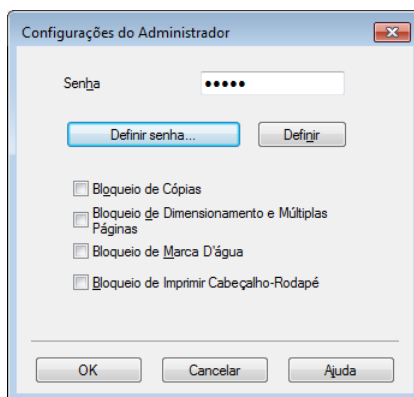 Configurações do Administrador
Senha
•••••
Definir senha...
Definir
Bloqueio de Cópias
Bloqueio de Dimensionamento e Múltiplas
Páginas
Bloqueio de Marca D'água
Bloqueio de Imprimir Cabeçalho-Rodapé
OK
Cancelar
Ajuda